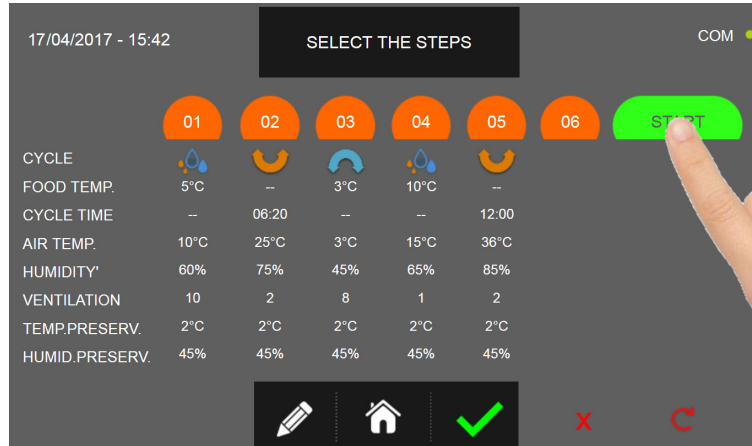 17/04/2017 - 15:42 SELECT THE STEPS COM
01 02 03 04 05 06 START
CYCLE
FOOD TEMP. 5°C -- 3°C 10°C --
CYCLE TIME -- 06:20 -- -- 12:00
AIR TEMP. 10°C 25°C 3°C 15°C 36°C
HUMIDITY' 60% 75% 45% 65% 85%
VENTILATION 10 2 8 1 2
TEMP.PRESERV. 2°C 2°C 2°C 2°C 2°C
HUMID.PRESERV. 45% 45% 45% 45% 45%
X